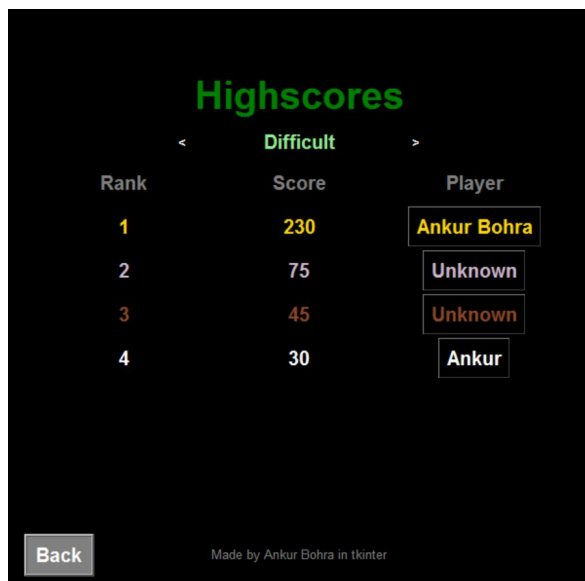 Highscores
< Difficult >
Rank Score Player
1 230 Ankur Bohra
2 75 Unknown
3 45 Unknown
4 30 Ankur
Back Made by Ankur Bohra in tkinter